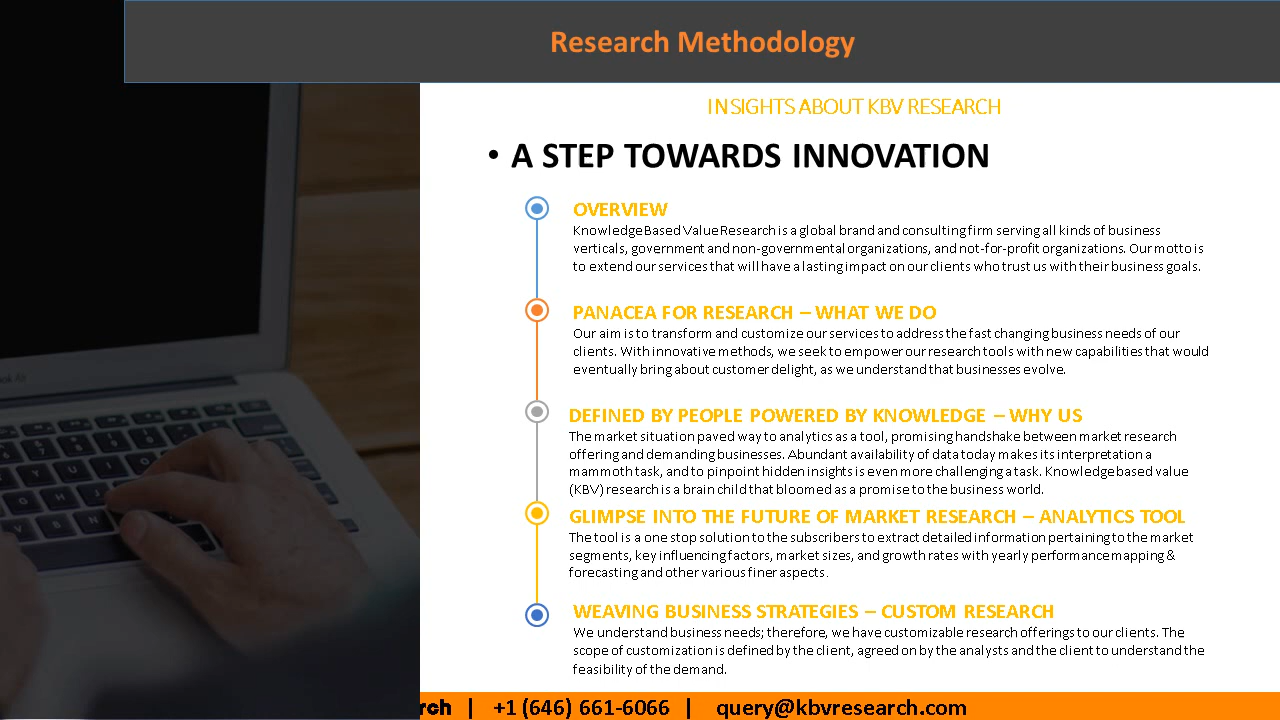 Research Methodology
INSIGHTS ABOUT KBV RESEARCH
• A STEP TOWARDS INNOVATION
OVERVIEW
Knowledge Based Value Research is a global brand and consulting firm serving all kinds of business
verticals, government and non-governmental organizations, and not-for-profit organizations. Our motto is
to extend our services that will have a lasting impact on our clients who trust us with their business goals.
PANACEA FOR RESEARCH – WHAT WE DO
Our aim is to transform and customize our services to address the fast changing business needs of our
clients. With innovative methods, we seek to empower our research tools with new capabilities that would
eventually bring about customer delight, as we understand that businesses evolve.
DEFINED BY PEOPLE POWERED BY KNOWLEDGE – WHY US
The market situation paved way to analytics as a tool, promising handshake between market research
offering and demanding businesses. Abundant availability of data today makes its interpretation a
mammoth task, and to pinpoint hidden insights is even more challenging a task. Knowledge based value
(KBV) research is a brain child that bloomed as a promise to the business world.
GLIMPSE INTO THE FUTURE OF MARKET RESEARCH – ANALYTICS TOOL
The tool is a one stop solution to the subscribers to extract detailed information pertaining to the market
segments, key influencing factors, market sizes, and growth rates with yearly performance mapping &
forecasting and other various finer aspects.
WEAVING BUSINESS STRATEGIES – CUSTOM RESEARCH
We understand business needs; therefore, we have customizable research offerings to our clients. The
scope of customization is defined by the client, agreed on by the analysts and the client to understand the
feasibility of the demand.
rch | +1 (646) 661-6066 | query@kbvresearch.com